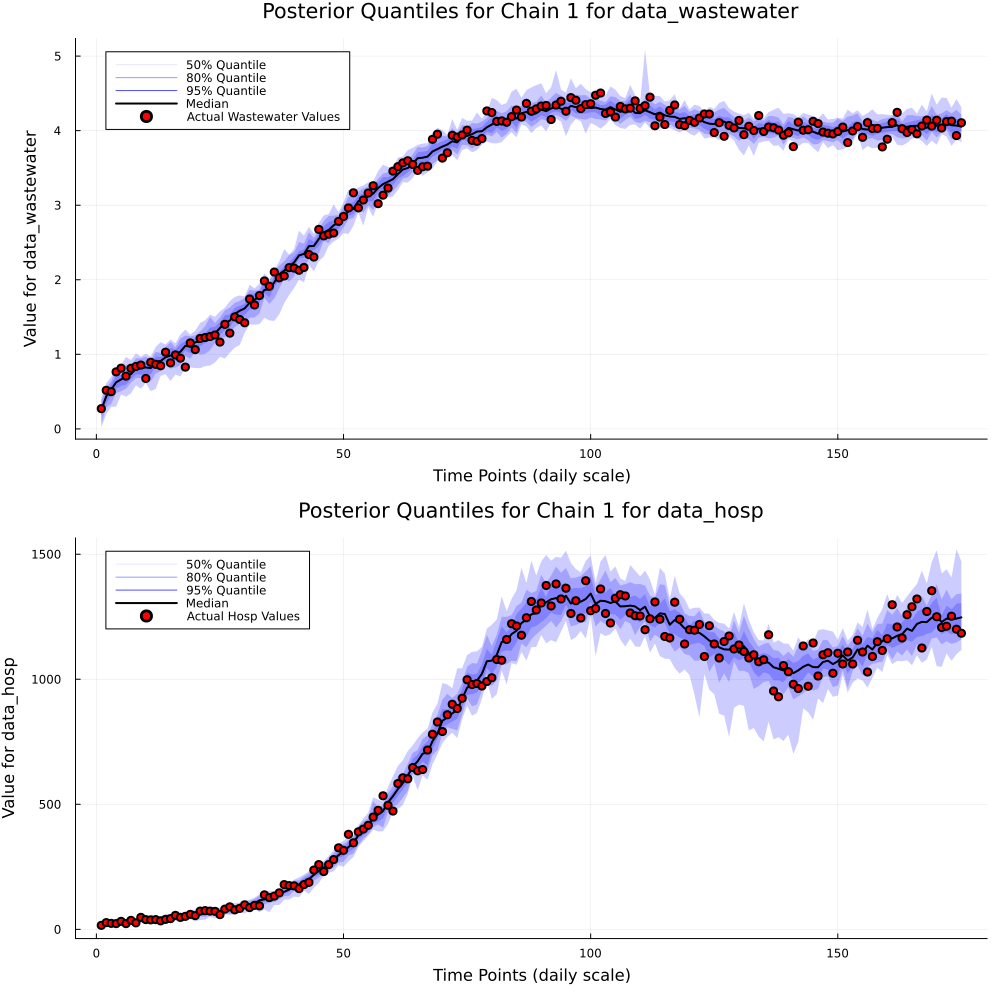 Posterior Quantiles for Chain 1 for data_wastewater
5
50% Quantile
80% Quantile
95% Quantile
Median
Actual Wastewater Values
4
3
2
1
0
Value for data_wastewater
0 50 100 150
Time Points (daily scale)
Posterior Quantiles for Chain 1 for data_hosp
1500
50% Quantile
80% Quantile
95% Quantile
Median
Actual Hosp Values
1000
500
0
Value for data_hosp
0 50 100 150
Time Points (daily scale)